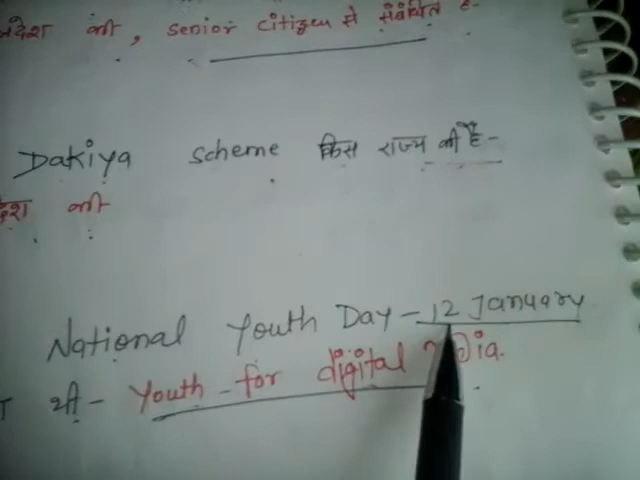 की, senior citizen से संबंधित है-
Dakiya scheme किस राज्य की है-
की
National Youth Day - 12 January
थी - Youth for digital